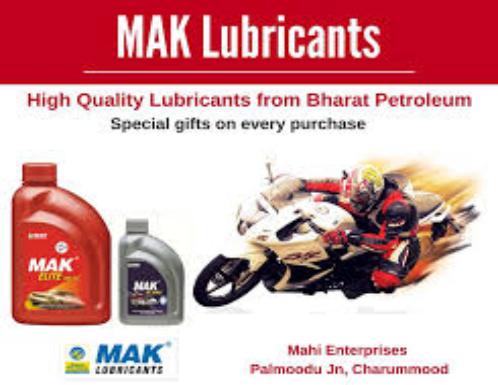 MAK Lubricants
High Quality Lubricants from Bharat Petroleum
Special gifts on every purchase
MAK
ELITE
MAK
MAK
LUBRICANTS
Mahi Enterprises
Palmoodu Jn, Charummood